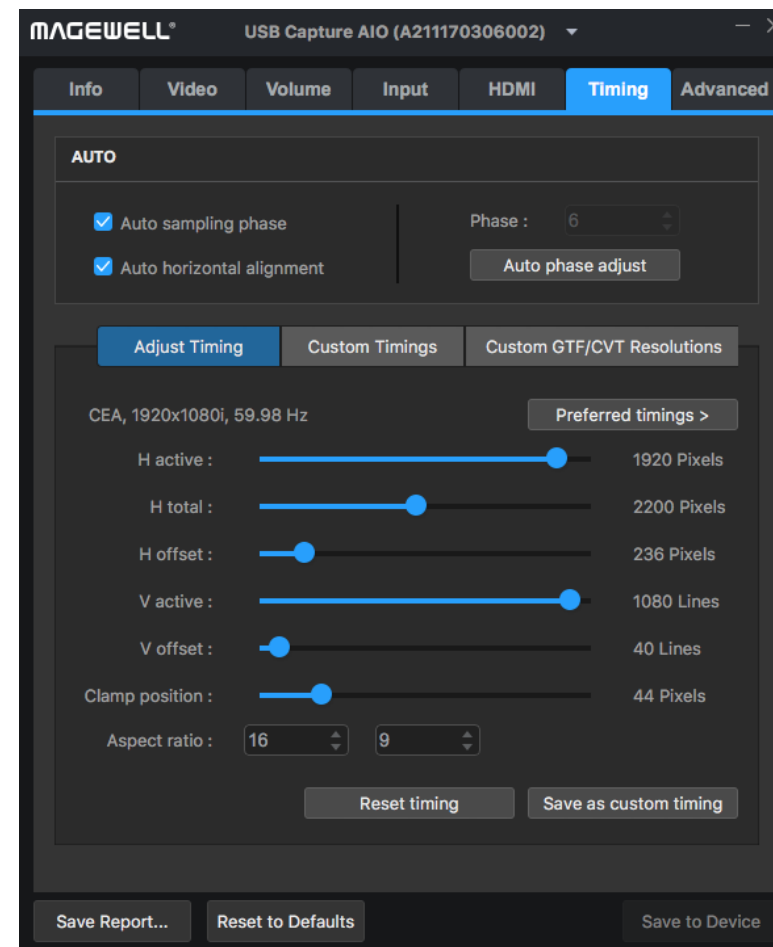 MAGEWELL® USB Capture AIO (A211170306002)
Info Video Volume Input HDMI Timing Advanced
AUTO
Auto sampling phase Phase : 6
Auto horizontal alignment Auto phase adjust
Adjust Timing Custom Timings Custom GTF/CVT Resolutions
CEA, 1920x1080i, 59.98 Hz Preferred timings >
H active : 1920 Pixels
H total : 2200 Pixels
H offset : 236 Pixels
V active : 1080 Lines
V offset : 40 Lines
Clamp position : 44 Pixels
Aspect ratio : 16 9
Reset timing Save as custom timing
Save Report... Reset to Defaults Save to Device